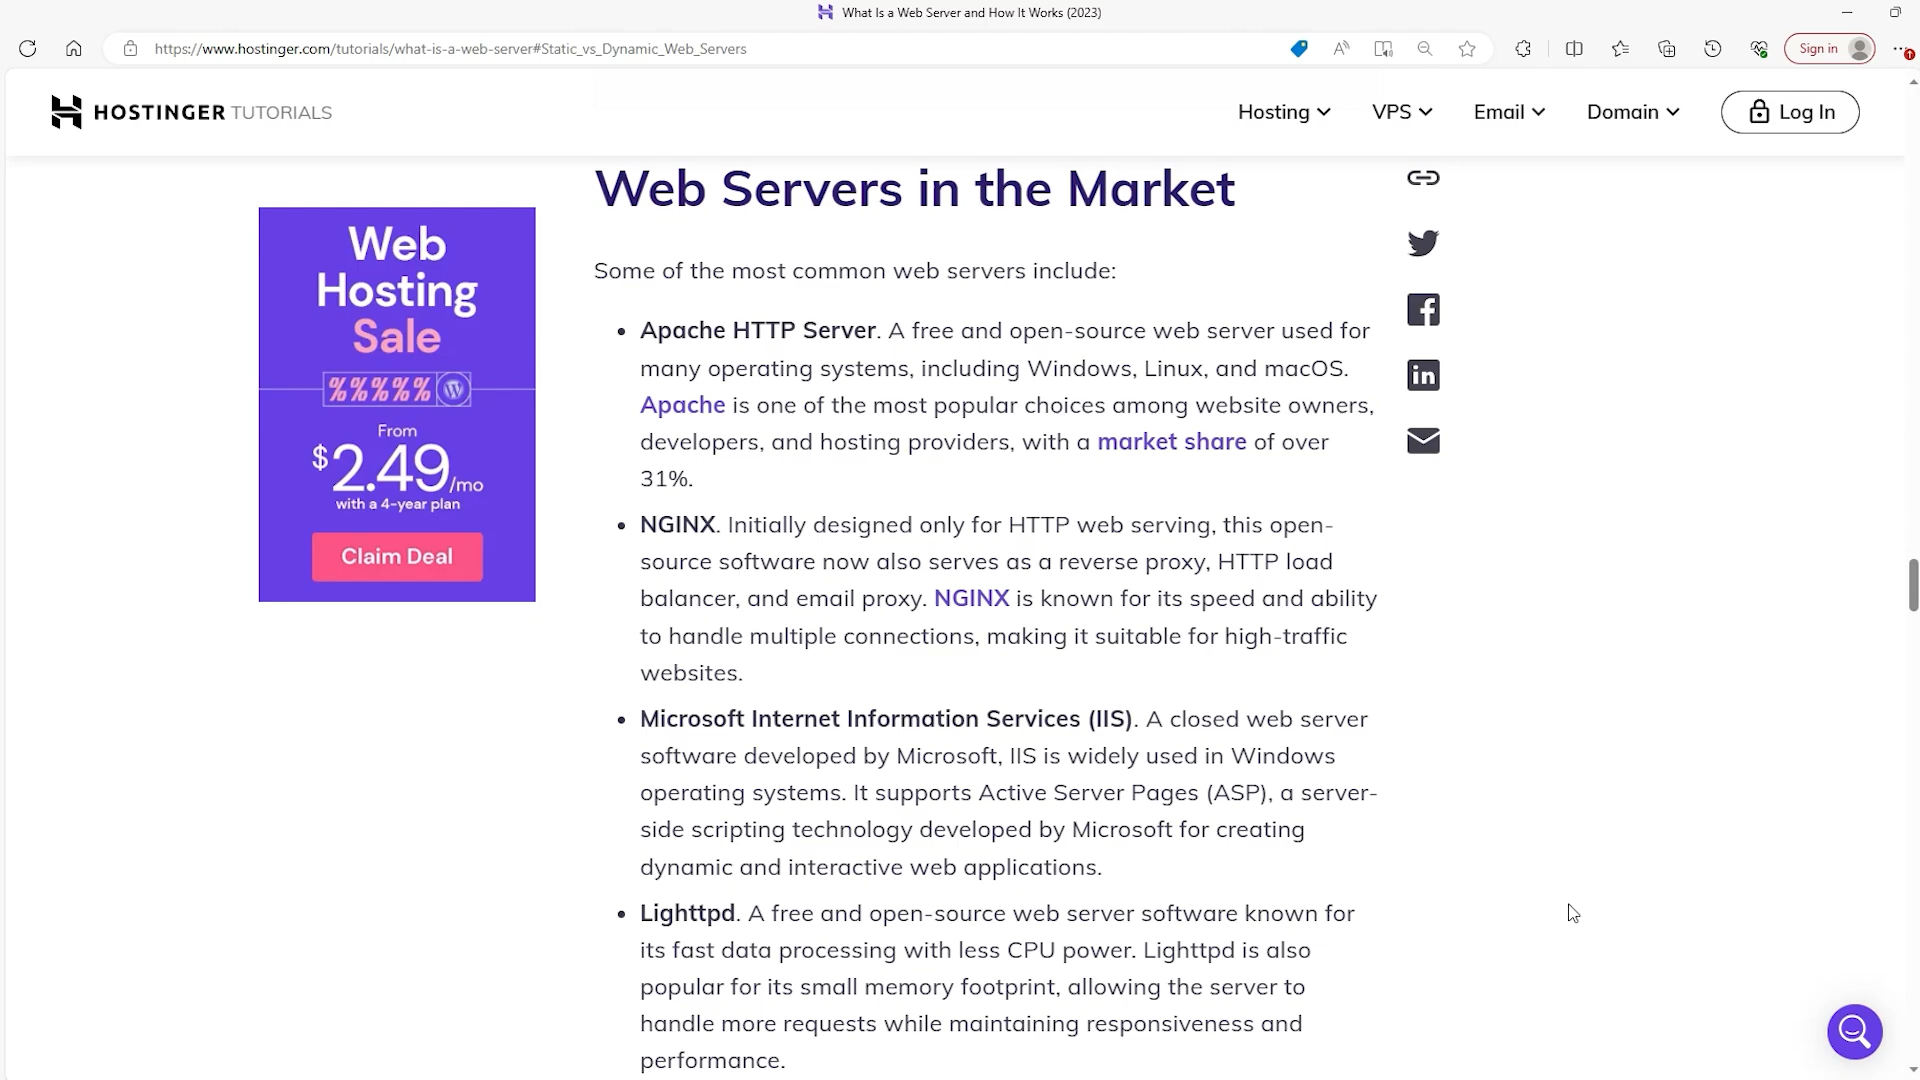 What Is a Web Server and How It Works (2023)
https://www.hostinger.com/tutorials/what-is-a-web-server#Static_vs_Dynamic_Web_Servers
Sign in
HOSTINGER TUTORIALS
Hosting
VPS
Email
Domain
Log In
Web Servers in the Market
Web
Hosting
Sale
%%%%%
From
$2.49/mo
with a 4-year plan
Claim Deal
Some of the most common web servers include:
• Apache HTTP Server. A free and open-source web server used for
many operating systems, including Windows, Linux, and macOS.
Apache is one of the most popular choices among website owners,
developers, and hosting providers, with a market share of over
31%.
• NGINX. Initially designed only for HTTP web serving, this open-
source software now also serves as a reverse proxy, HTTP load
balancer, and email proxy. NGINX is known for its speed and ability
to handle multiple connections, making it suitable for high-traffic
websites.
• Microsoft Internet Information Services (IIS). A closed web server
software developed by Microsoft, IIS is widely used in Windows
operating systems. It supports Active Server Pages (ASP), a server-
side scripting technology developed by Microsoft for creating
dynamic and interactive web applications.
• Lighttpd. A free and open-source web server software known for
its fast data processing with less CPU power. Lighttpd is also
popular for its small memory footprint, allowing the server to
handle more requests while maintaining responsiveness and
performance.